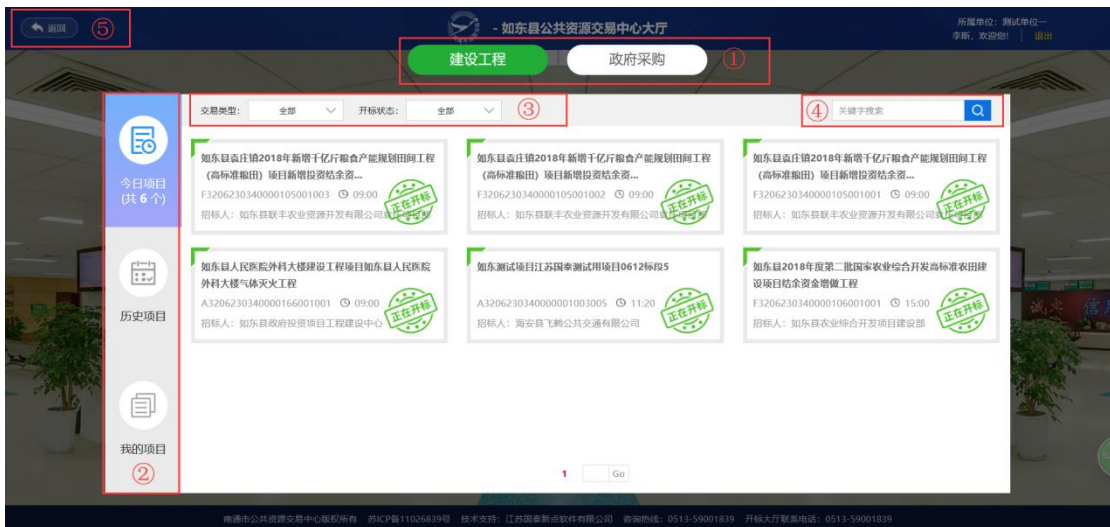 返回
⑤
- 如东县公共资源交易中心大厅
所属单位：测试单位一
李斯，欢迎您！ | 退出
建设工程
政府采购
①
交易类型：
全部
开标状态：
全部
③
④
关键字搜索
今日项目
(共 6 个)
历史项目
我的项目
②
如东县袁庄镇2018年新增千亿斤粮食产能规划田间工程
（高标准粮田）项目新增投资结余资...
F3206230340000105001003 09:00
招标人：如东县联丰农业资源开发有限公司
正在开标
如东县袁庄镇2018年新增千亿斤粮食产能规划田间工程
（高标准粮田）项目新增投资结余资...
F3206230340000105001002 09:00
招标人：如东县联丰农业资源开发有限公司
正在开标
如东县袁庄镇2018年新增千亿斤粮食产能规划田间工程
（高标准粮田）项目新增投资结余资...
F3206230340000105001001 09:00
招标人：如东县联丰农业资源开发有限公司
正在开标
如东县人民医院外科大楼建设工程项目如东县人民医院
外科大楼气体灭火工程
A3206230340000166001001 09:00
招标人：如东县政府投资项目工程建设中心
正在开标
如东测试项目江苏国泰测试用项目0612标段5
A3206230340000001003005 11:20
招标人：海安县飞鹤公共交通有限公司
正在开标
如东县2018年度第二批国家农业综合开发高标准农田建
设项目结余资金增做工程
F3206230340000106001001 15:00
招标人：如东县农业综合开发项目建设部
正在开标
诚实 信
1
Go
南通市公共资源交易中心版权所有 苏ICP备11026839号 技术支持：江苏国泰新点软件有限公司 咨询热线：0513-59001839 开标大厅联系电话：0513-59001839